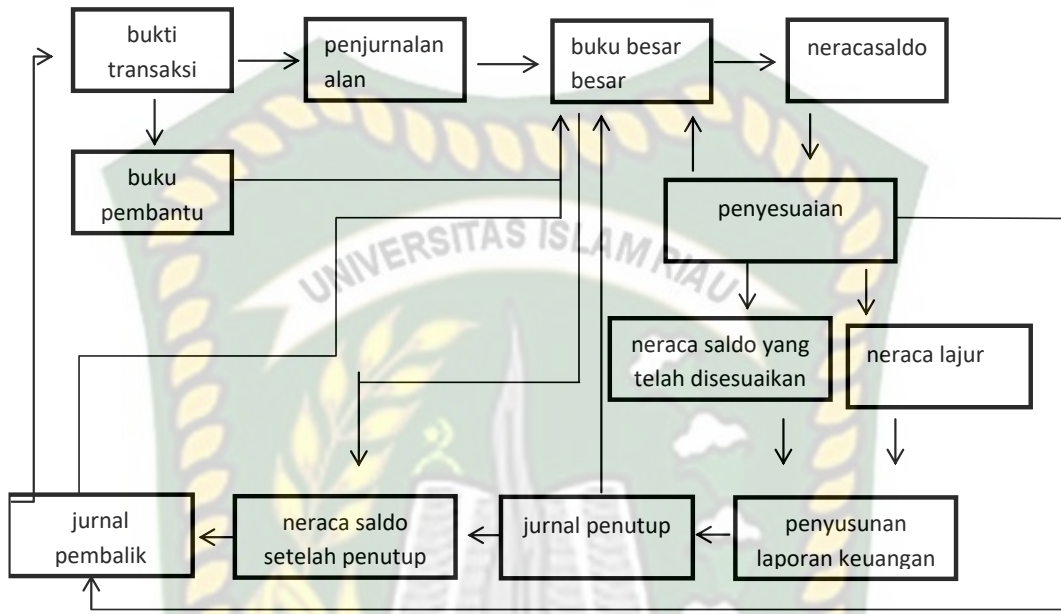 bukti
transaksi
penjurnalan
alan
buku besar
besar
neracasaldo
buku
pembantu
penyesuaian
UNIVERSITAS ISLAM RIAU
neraca saldo yang
telah disesuaikan
neraca lajur
jurnal
pembalik
neraca saldo
setelah penutup
jurnal penutup
penyusunan
laporan keuangan